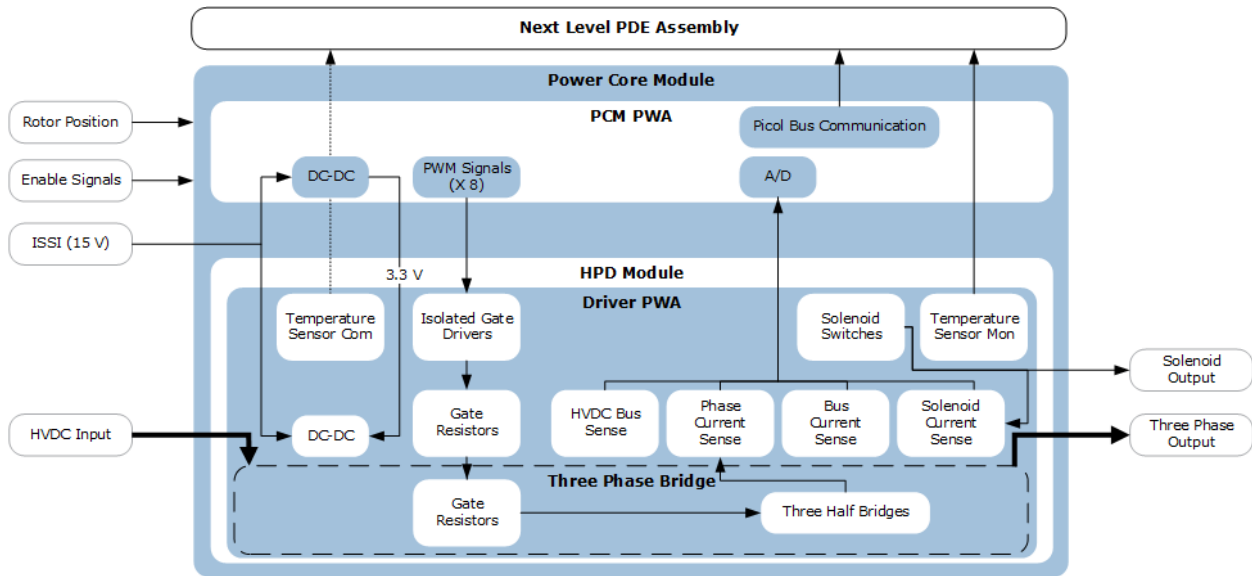 Next Level PDE Assembly
Power Core Module
PCM PWA
Rotor Position
Picol Bus Communication
Enable Signals
DC-DC
PWM Signals
(X 8)
A/D
ISSI (15 V)
3.3 V
HPD Module
Driver PWA
Temperature
Sensor Com
Isolated Gate
Drivers
Solenoid
Switches
Temperature
Sensor Mon
Solenoid
Output
HVDC Input
DC-DC
Gate
Resistors
HVDC Bus
Sense
Phase
Current
Sense
Bus
Current
Sense
Solenoid
Current
Sense
Three Phase
Output
Three Phase Bridge
Gate
Resistors
Three Half Bridges